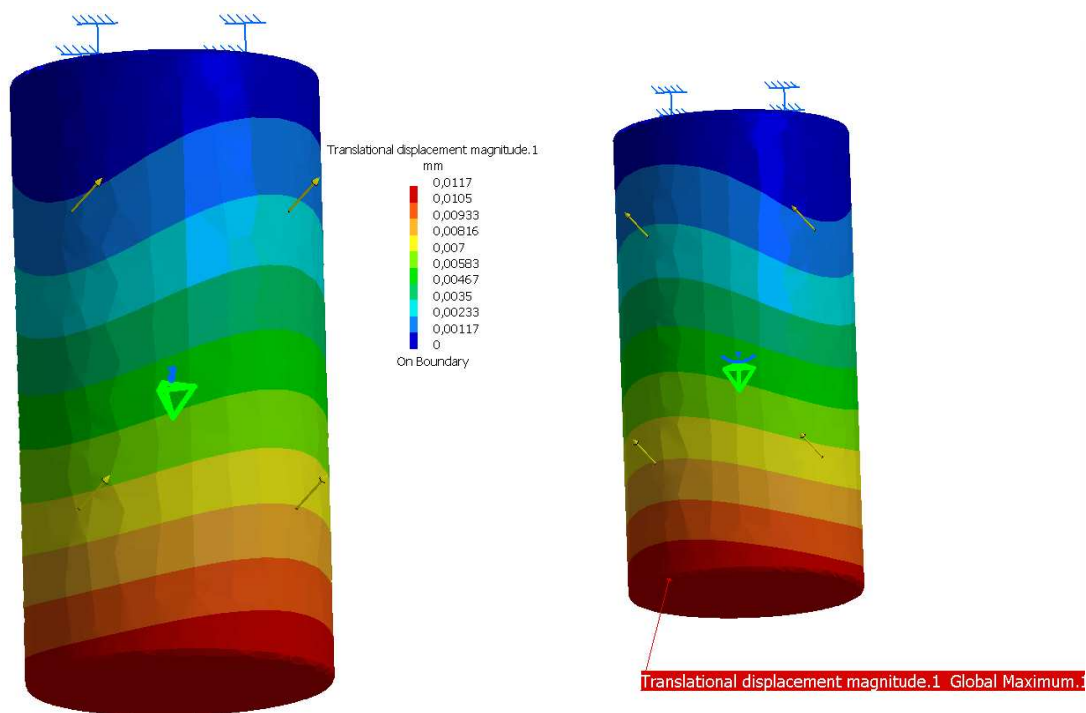 Translational displacement magnitude.1
mm
0,0117
0,0105
0,00933
0,00816
0,007
0,00583
0,00467
0,0035
0,00233
0,00117
0
On Boundary
Translational displacement magnitude.1 Global Maximum.1